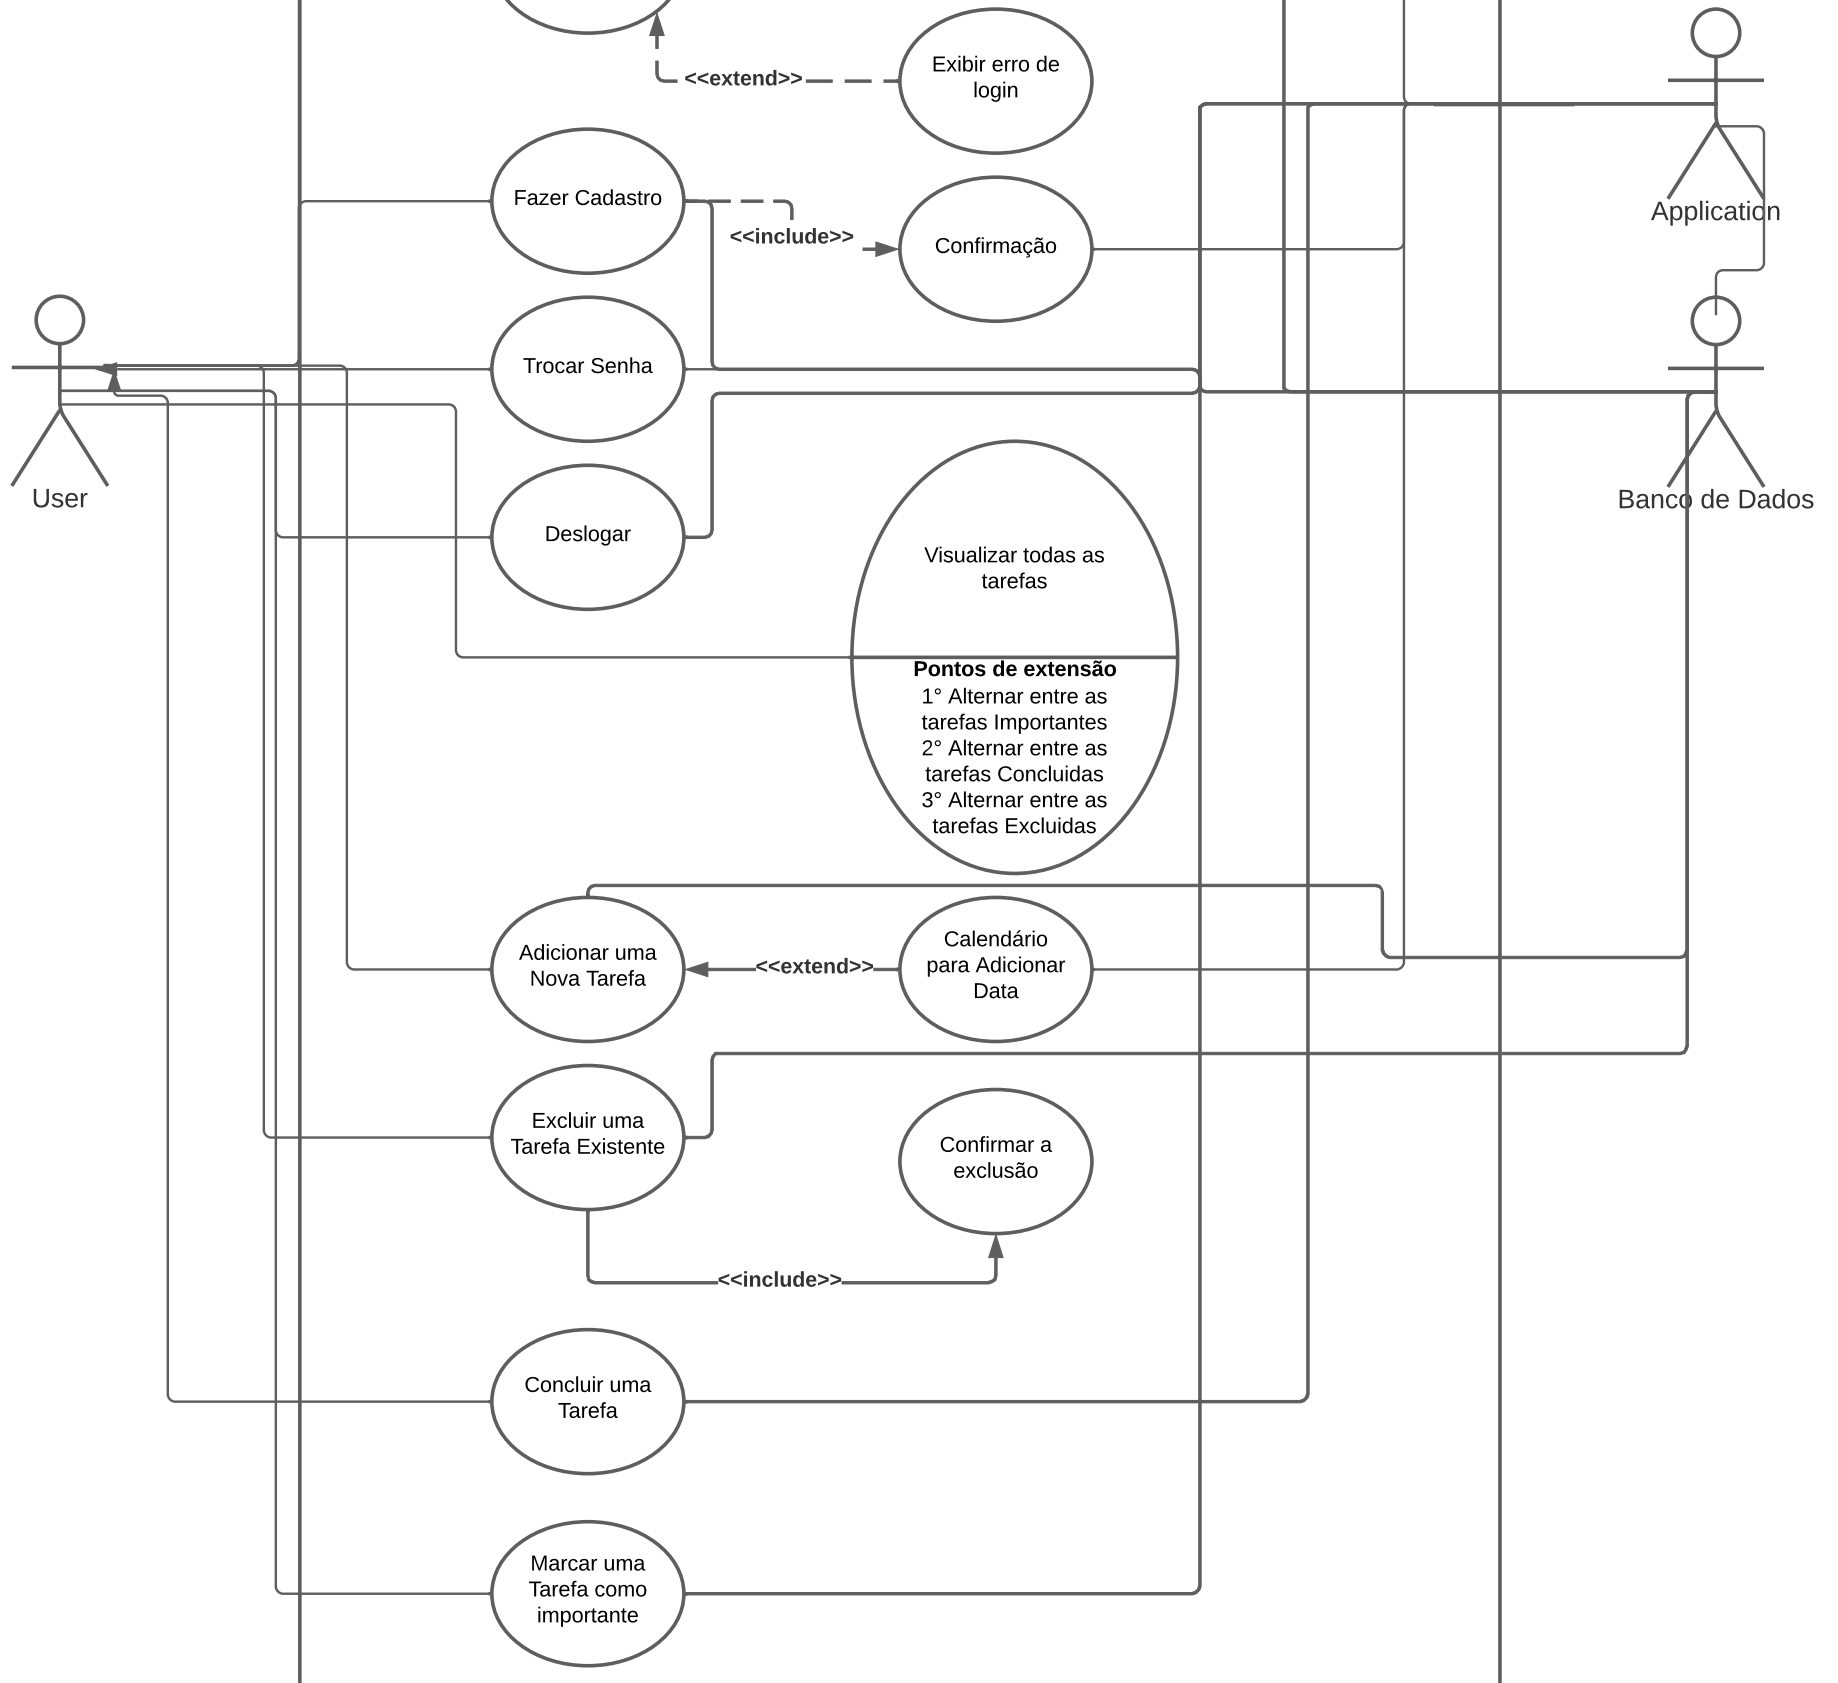 Exibir erro de
login
<<extend>>
Fazer Cadastro
<<include>>
Confirmação
Application
Trocar Senha
User
Banco de Dados
Deslogar
Visualizar todas as
tarefas
Pontos de extensão
1° Alternar entre as
tarefas Importantes
2° Alternar entre as
tarefas Concluidas
3° Alternar entre as
tarefas Excluidas
Adicionar uma
Nova Tarefa
<<extend>>
Calendário
para Adicionar
Data
Excluir uma
Tarefa Existente
Confirmar a
exclusão
<<include>>
Concluir uma
Tarefa
Marcar uma
Tarefa como
importante